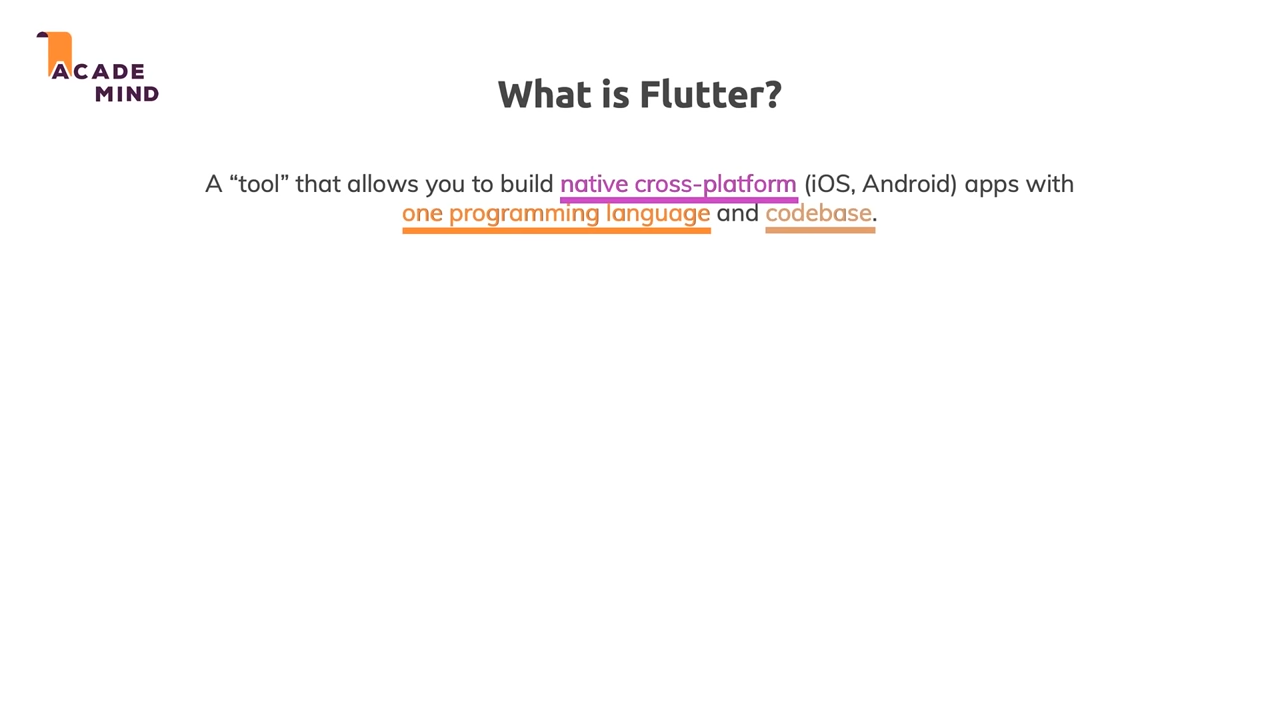 ACADE
MIND
What is Flutter?
A “tool” that allows you to build native cross-platform (iOS, Android) apps with
one programming language and codebase.